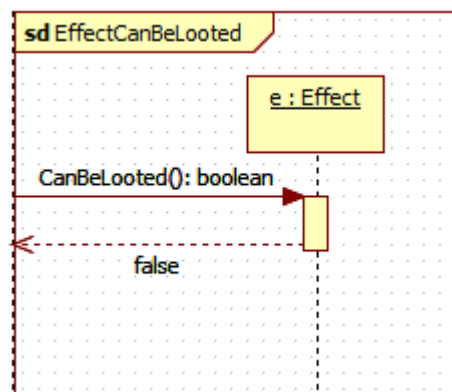 sd EffectCanBeLooted
e : Effect
CanBeLooted(): boolean
false